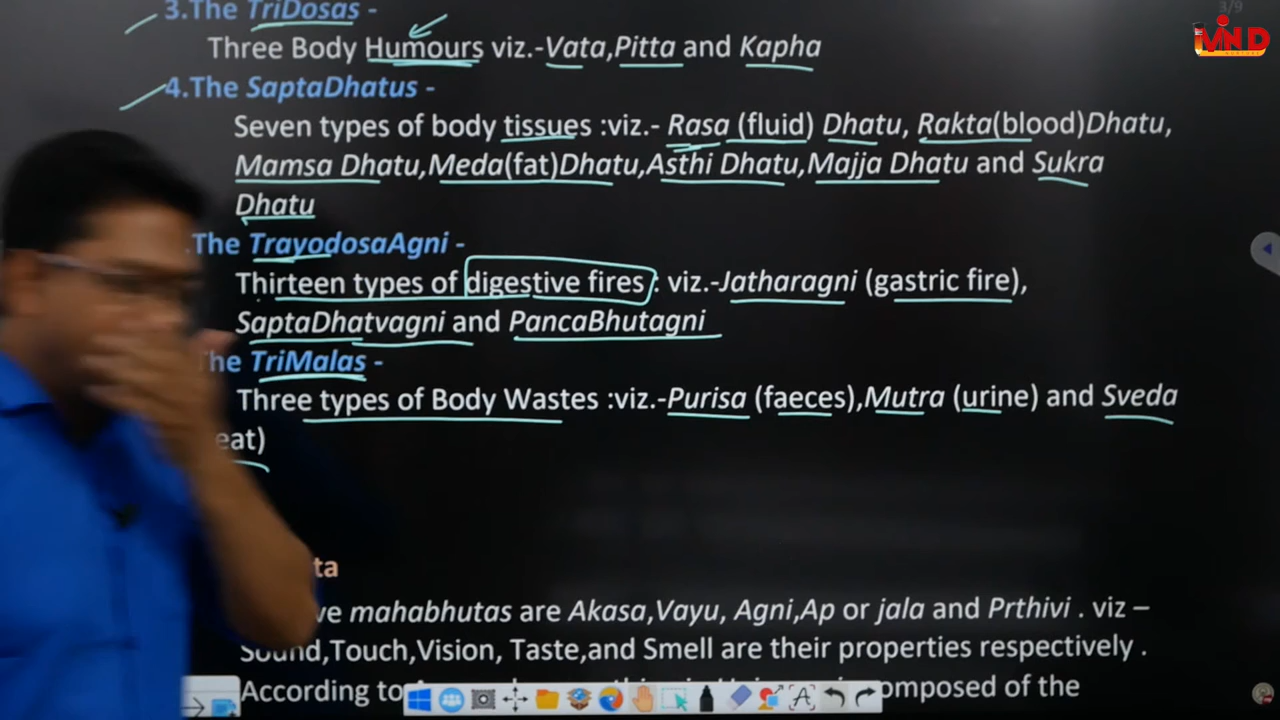 3/9
MIND
3.The TriDosas -
Three Body Humours viz.-Vata,Pitta and Kapha
4.The SaptaDhatus -
Seven types of body tissues :viz.- Rasa (fluid) Dhatu, Rakta(blood)Dhatu,
Mamsa Dhatu,Meda(fat)Dhatu,Asthi Dhatu,Majja Dhatu and Sukra
Dhatu
.The TrayodosaAgni -
Thirteen types of digestive fires : viz.-Jatharagni (gastric fire),
SaptaDhatvagni and PancaBhutagni
The TriMalas -
Three types of Body Wastes :viz.-Purisa (faeces),Mutra (urine) and Sveda
eat)
ta
ve mahabhutas are Akasa,Vayu, Agni,Ap or jala and Prthivi . viz –
Sound,Touch,Vision, Taste,and Smell are their properties respectively .
According to omposed of the